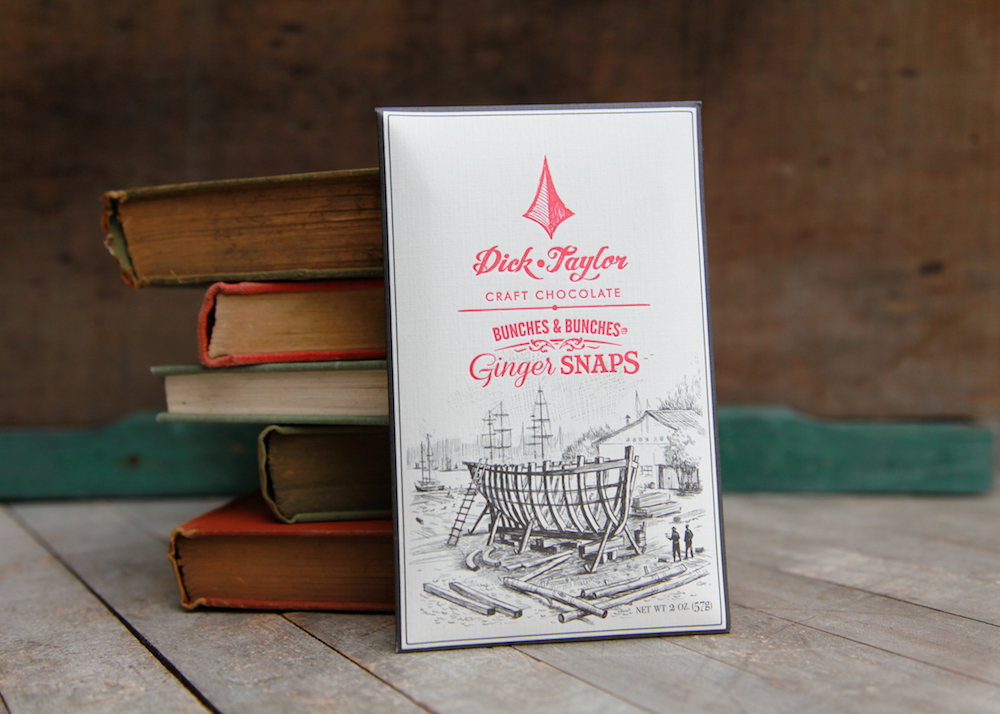 Dick • Taylor
CRAFT CHOCOLATE
BUNCHES & BUNCHES
Ginger SNAPS
NET WT 2 OZ. (57g)